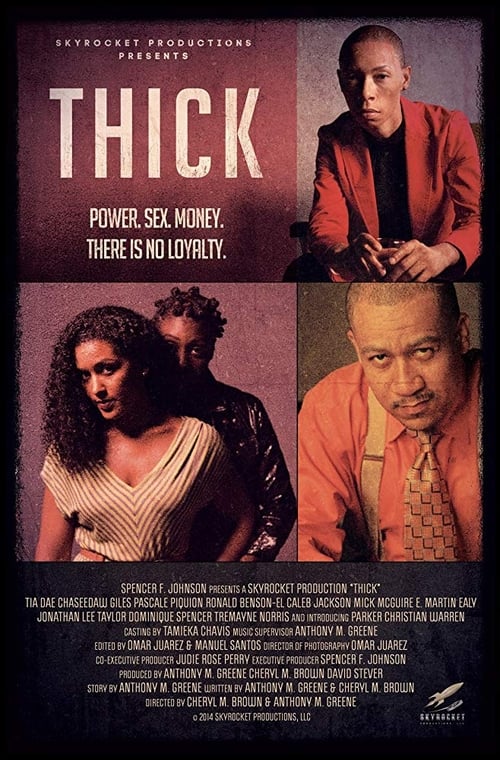 SKYROCKET PRODUCTIONS
PRESENTS
THICK
POWER. SEX. MONEY.
THERE IS NO LOYALTY.
SPENCER F. JOHNSON PRESENTS A SKYROCKET PRODUCTION "THICK"
TIA DAE CHASEEDAW GILES PASCALE PIQUION RONALD BENSON-EL CALEB JACKSON MICK MCGUIRE E. MARTIN EALY
JONATHAN LEE TAYLOR DOMINIQUE SPENCER TREMAYNE NORRIS AND INTRODUCING PARKER CHRISTIAN WARREN
CASTING BY TAMIEKA CHAVIS MUSIC SUPERVISOR ANTHONY M. GREENE
EDITED BY OMAR JUAREZ & MANUEL SANTOS DIRECTOR OF PHOTOGRAPHY OMAR JUAREZ
CO-EXECUTIVE PRODUCER JUDIE ROSE PERRY EXECUTIVE PRODUCER SPENCER F. JOHNSON
PRODUCED BY ANTHONY M. GREENE CHERYL M. BROWN DAVID STEVER
STORY BY ANTHONY M. GREENE WRITTEN BY ANTHONY M. GREENE & CHERYL M. BROWN
DIRECTED BY CHERYL M. BROWN & ANTHONY M. GREENE
© 2014 SKYROCKET PRODUCTIONS, LLC
SKYROCKET
PRODUCTIONS, LLC